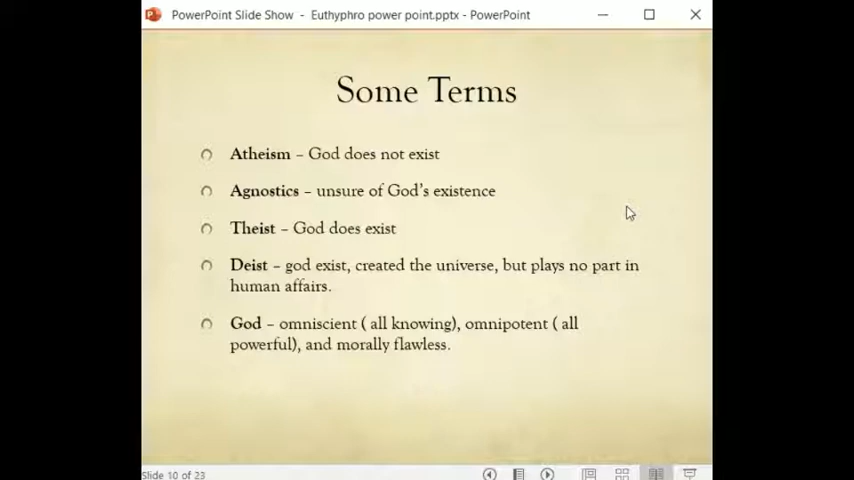 PowerPoint Slide Show - Euthyphro power point.pptx - PowerPoint
Some Terms
Atheism – God does not exist
Agnostics – unsure of God's existence
Theist – God does exist
Deist – god exist, created the universe, but plays no part in
human affairs.
God – omniscient ( all knowing), omnipotent ( all
powerful), and morally flawless.
Slide 10 of 23